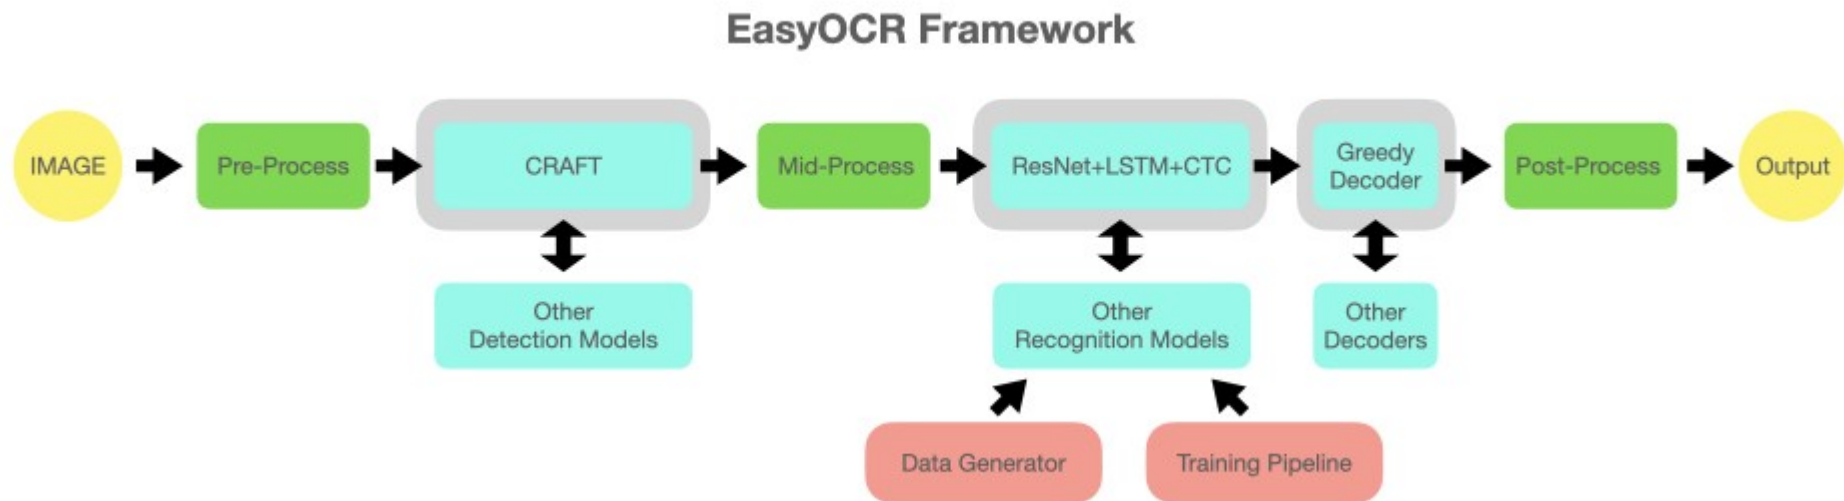 EasyOCR Framework
IMAGE
Pre-Process
CRAFT
Mid-Process
ResNet+LSTM+CTC
Greedy
Decoder
Post-Process
Output
Other
Detection Models
Other
Recognition Models
Other
Decoders
Data Generator
Training Pipeline